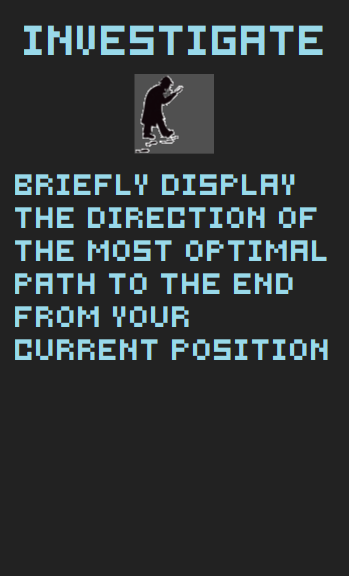 INVESTIGATE
BRIEFLY DISPLAY
THE DIRECTION OF
THE MOST OPTIMAL
PATH TO THE END
FROM YOUR
CURRENT POSITION